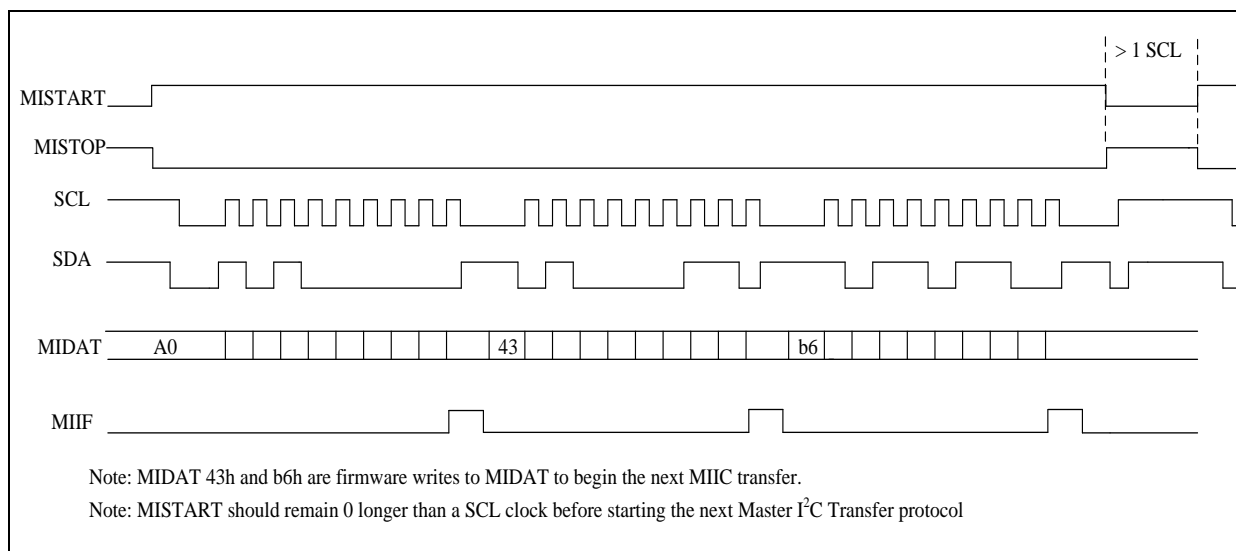 > 1 SCL
MISTART
MISTOP
SCL
SDA
MIDAT A0 43 b6
MIIF
Note: MIDAT 43h and b6h are firmware writes to MIDAT to begin the next MIIC transfer.
Note: MISTART should remain 0 longer than a SCL clock before starting the next Master I²C Transfer protocol